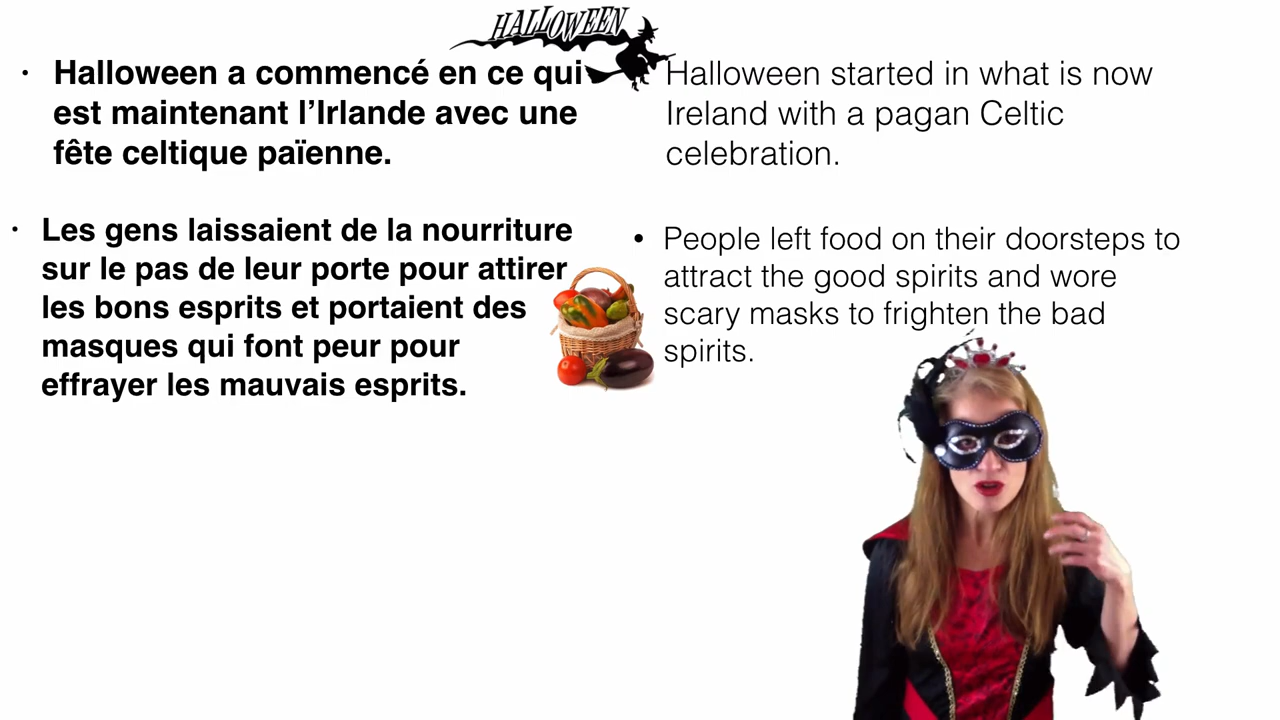 HALLOWEEN
• Halloween a commencé en ce qui
est maintenant l’Irlande avec une
fête celtique païenne.
Halloween started in what is now
Ireland with a pagan Celtic
celebration.
• Les gens laissaient de la nourriture
sur le pas de leur porte pour attirer
les bons esprits et portaient des
masques qui font peur pour
effrayer les mauvais esprits.
• People left food on their doorsteps to
attract the good spirits and wore
scary masks to frighten the bad
spirits.